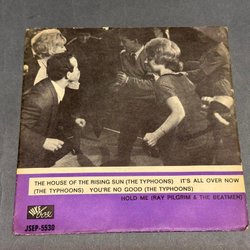 THE HOUSE OF THE RISING SUN (THE TYPHOONS) IT'S ALL OVER NOW
(THE TYPHOONS) YOU'RE NO GOOD (THE TYPHOONS)
HOLD ME (RAY PILGRIM & THE BEATMEN)
JSEP-5530